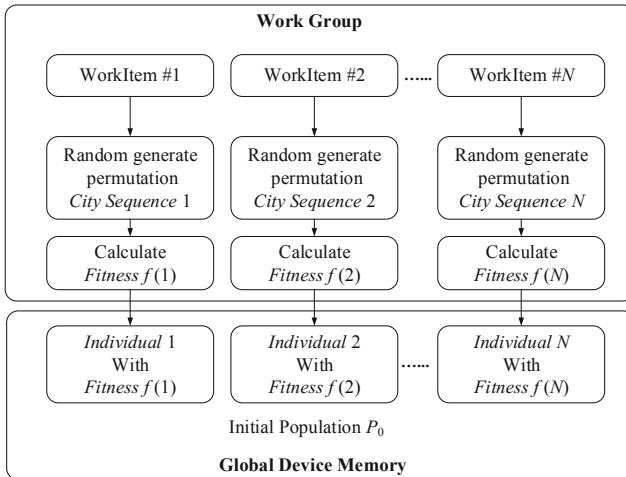 Work Group
WorkItem #1
WorkItem #2
......
WorkItem #N
Random generate
permutation
City Sequence 1
Random generate
permutation
City Sequence 2
Random generate
permutation
City Sequence N
Calculate
Fitness f (1)
Calculate
Fitness f (2)
Calculate
Fitness f (N)
Individual 1
With
Fitness f (1)
Individual 2
With
Fitness f (2)
......
Individual N
With
Fitness f (N)
Initial Population P0
Global Device Memory